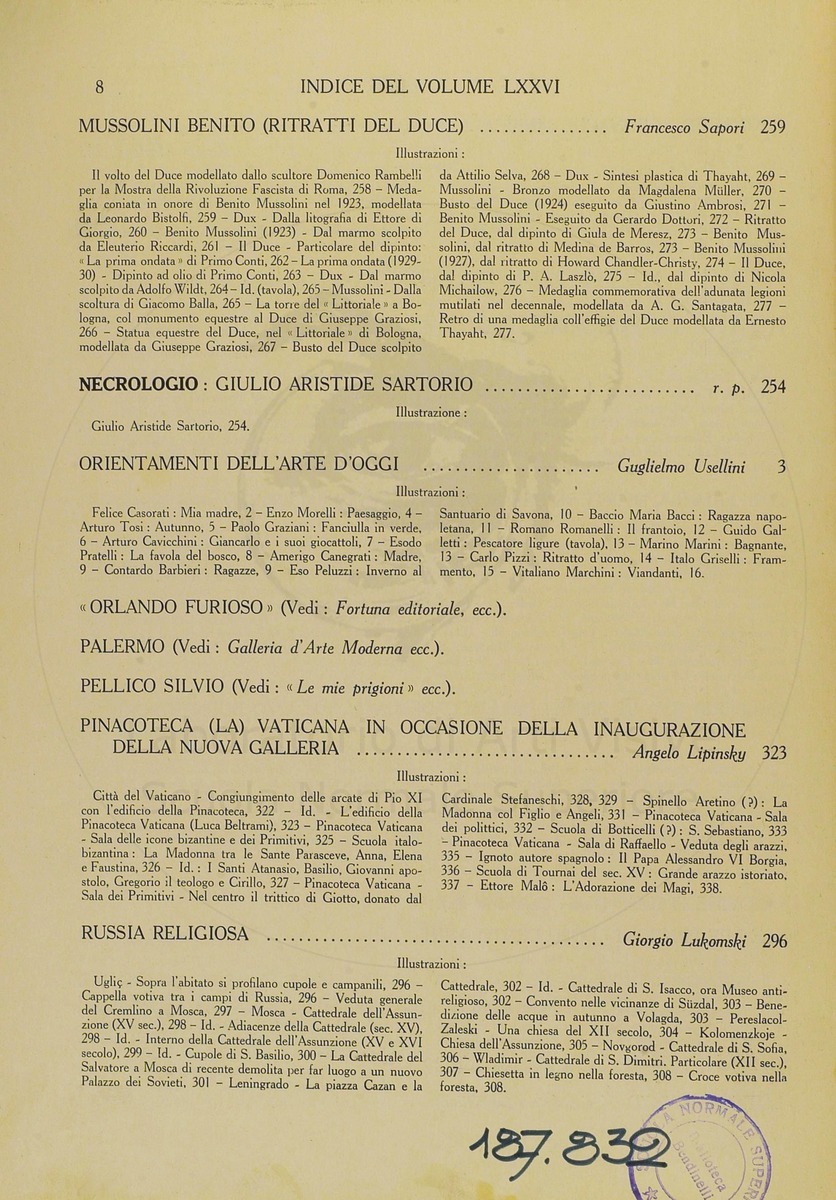 8 INDICE DEL VOLUME LXXVI
MUSSOLINI BENITO (RITRATTI DEL DUCE) ................ Francesco Sapori 259
Illustrazioni :
Il volto del Duce modellato dallo scultore Domenico Rambelli
per la Mostra della Rivoluzione Fascista di Roma, 258 – Meda-
glia coniata in onore di Benito Mussolini nel 1923, modellata
da Leonardo Bistolfi, 259 – Dux - Dalla litografia di Ettore di
Giorgio, 260 – Benito Mussolini (1923) - Dal marmo scolpito
da Eleuterio Riccardi, 261 – Il Duce - Particolare del dipinto:
« La prima ondata » di Primo Conti, 262 – La prima ondata (1929-
30) - Dipinto ad olio di Primo Conti, 263 – Dux - Dal marmo
scolpito da Adolfo Wildt, 264 – Id. (tavola), 265 – Mussolini - Dalla
scoltura di Giacomo Balla, 265 – La torre del « Littoriale » a Bo-
logna, col monumento equestre al Duce di Giuseppe Graziosi,
266 – Statua equestre del Duce, nel « Littoriale » di Bologna,
modellata da Giuseppe Graziosi, 267 – Busto del Duce scolpito
da Attilio Selva, 268 – Dux - Sintesi plastica di Thayaht, 269 –
Mussolini - Bronzo modellato da Magdalena Müller, 270 –
Busto del Duce (1924) eseguito da Giustino Ambrosi, 271 –
Benito Mussolini - Eseguito da Gerardo Dottori, 272 – Ritratto
del Duce, dal dipinto di Giula de Meresz, 273 – Benito Mus-
solini, dal ritratto di Medina de Barros, 273 – Benito Mussolini
(1927), dal ritratto di Howard Chandler-Christy, 274 – Il Duce,
dal dipinto di P. A. Laszlò, 275 – Id., dal dipinto di Nicola
Michailow, 276 – Medaglia commemorativa dell'adunata legioni
mutilati nel decennale, modellata da A. G. Santagata, 277 –
Retro di una medaglia coll'effigie del Duce modellata da Ernesto
Thayaht, 277.
NECROLOGIO : GIULIO ARISTIDE SARTORIO .......................... r. p. 254
Illustrazione :
Giulio Aristide Sartorio, 254.
ORIENTAMENTI DELL'ARTE D'OGGI ...................... Guglielmo Usellini 3
Illustrazioni :
Felice Casorati : Mia madre, 2 – Enzo Morelli : Paesaggio, 4 –
Arturo Tosi : Autunno, 5 – Paolo Graziani : Fanciulla in verde,
6 – Arturo Cavicchini : Giancarlo e i suoi giocattoli, 7 – Esodo
Pratelli : La favola del bosco, 8 – Amerigo Canegrati : Madre,
9 – Contardo Barbieri : Ragazze, 9 – Eso Peluzzi : Inverno al
Santuario di Savona, 10 – Baccio Maria Bacci : Ragazza napo-
letana, 11 – Romano Romanelli : Il frantoio, 12 – Guido Gal-
letti : Pescatore ligure (tavola), 13 – Marino Marini : Bagnante,
13 – Carlo Pizzi : Ritratto d'uomo, 14 – Italo Griselli : Fram-
mento, 15 – Vitaliano Marchini : Viandanti, 16.
« ORLANDO FURIOSO » (Vedi : Fortuna editoriale, ecc.).
PALERMO (Vedi : Galleria d'Arte Moderna ecc.).
PELLICO SILVIO (Vedi : « Le mie prigioni » ecc.).
PINACOTECA (LA) VATICANA IN OCCASIONE DELLA INAUGURAZIONE
DELLA NUOVA GALLERIA ................................ Angelo Lipinsky 323
Illustrazioni :
Città del Vaticano - Congiungimento delle arcate di Pio XI
con l'edificio della Pinacoteca, 322 – Id. - L'edificio della
Pinacoteca Vaticana (Luca Beltrami), 323 – Pinacoteca Vaticana
- Sala delle icone bizantine e dei Primitivi, 325 – Scuola italo-
bizantina : La Madonna tra le Sante Parasceve, Anna, Elena
e Faustina, 326 – Id. : I Santi Atanasio, Basilio, Giovanni apo-
stolo, Gregorio il teologo e Cirillo, 327 – Pinacoteca Vaticana -
Sala dei Primitivi - Nel centro il trittico di Giotto, donato dal
Cardinale Stefaneschi, 328, 329 – Spinello Aretino (?) : La
Madonna col Figlio e Angeli, 331 – Pinacoteca Vaticana - Sala
dei polittici, 332 – Scuola di Botticelli (?) : S. Sebastiano, 333
– Pinacoteca Vaticana - Sala di Raffaello - Veduta degli arazzi,
335 – Ignoto autore spagnolo : Il Papa Alessandro VI Borgia,
336 – Scuola di Tournai del sec. XV : Grande arazzo istoriato,
337 – Ettore Malô : L'Adorazione dei Magi, 338.
RUSSIA RELIGIOSA .......................................... Giorgio Lukomski 296
Illustrazioni :
Ugliç - Sopra l'abitato si profilano cupole e campanili, 296 –
Cappella votiva tra i campi di Russia, 296 – Veduta generale
del Cremlino a Mosca, 297 – Mosca - Cattedrale dell'Assun-
zione (XV sec.), 298 – Id. - Adiacenze della Cattedrale (sec. XV),
298 – Id. - Interno della Cattedrale dell'Assunzione (XV e XVI
secolo), 299 – Id. - Cupole di S. Basilio, 300 – La Cattedrale del
Salvatore a Mosca di recente demolita per far luogo a un nuovo
Palazzo dei Sovieti, 301 – Leningrado - La piazza Cazan e la
Cattedrale, 302 – Id. - Cattedrale di S. Isacco, ora Museo anti-
religioso, 302 – Convento nelle vicinanze di Süzdal, 303 – Bene-
dizione delle acque in autunno a Volagda, 303 – Pereslacol-
Zaleski - Una chiesa del XII secolo, 304 – Kolomenzkoje -
Chiesa dell'Assunzione, 305 – Novgorod - Cattedrale di S. Sofia,
306 – Wladimir - Cattedrale di S. Dimitri. Particolare (XII sec.),
307 – Chiesetta in legno nella foresta, 308 – Croce votiva nella
foresta, 308.
187.832
NORMALE SUPER
Biblioteca